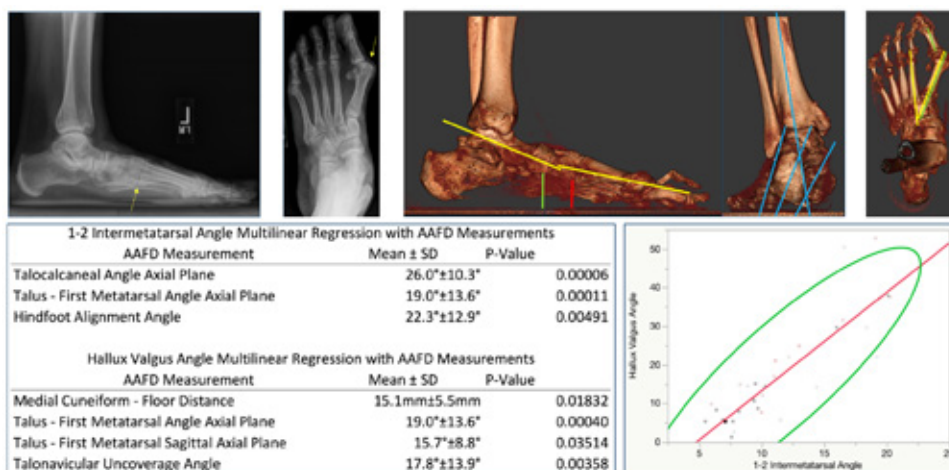 L
1-2 Intermetatarsal Angle Multilinear Regression with AAFD Measurements
AAFD Measurement Mean ± SD P-Value
Talocalcaneal Angle Axial Plane 26.0°±10.3° 0.00006
Talus - First Metatarsal Angle Axial Plane 19.0°±13.6° 0.00011
Hindfoot Alignment Angle 22.3°±12.9° 0.00491
Hallux Valgus Angle Multilinear Regression with AAFD Measurements
AAFD Measurement Mean ± SD P-Value
Medial Cuneiform - Floor Distance 15.1mm±5.5mm 0.01832
Talus - First Metatarsal Angle Axial Plane 19.0°±13.6° 0.00040
Talus - First Metatarsal Sagittal Axial Plane 15.7°±8.8° 0.03514
Talonavicular Uncoverage Angle 17.8°±13.9° 0.00358
Hallux Valgus Angle
50
40
30
20
10
0
5 10 15 20
1-2 Intermetatarsal Angle